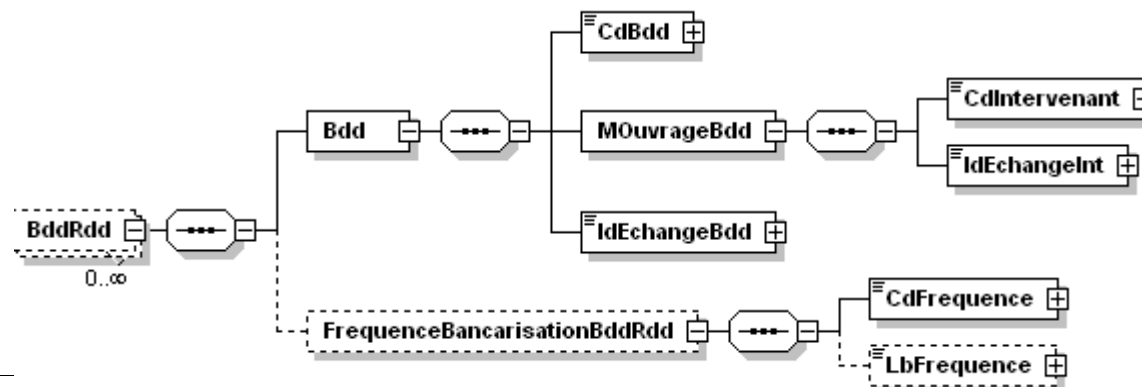 CdBdd
CdIntervenant
Bdd
MOuvrageBdd
IdEchangeInt
BddRdd
0..∞
IdEchangeBdd
CdFrequence
FrequenceBancarisationBddRdd
LbFrequence